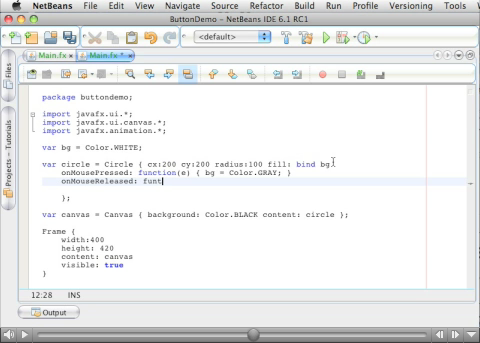 NetBeans File Edit View Navigate Source Refactor Build Run Profile Versioning Tools
ButtonDemo - NetBeans IDE 6.1 RC1
<default>
Main.fx Main.fx *
Files
Projects - Tutorials
package buttondemo;
import javafx.ui.*;
import javafx.ui.canvas.*;
import javafx.animation.*;
var bg = Color.WHITE;
var circle = Circle { cx:200 cy:200 radius:100 fill: bind bg
onMousePressed: function(e) { bg = Color.GRAY; }
onMouseReleased: funt
};
var canvas = Canvas { background: Color.BLACK content: circle };
Frame {
width:400
height: 420
content: canvas
visible: true
}
12:28 INS
Output